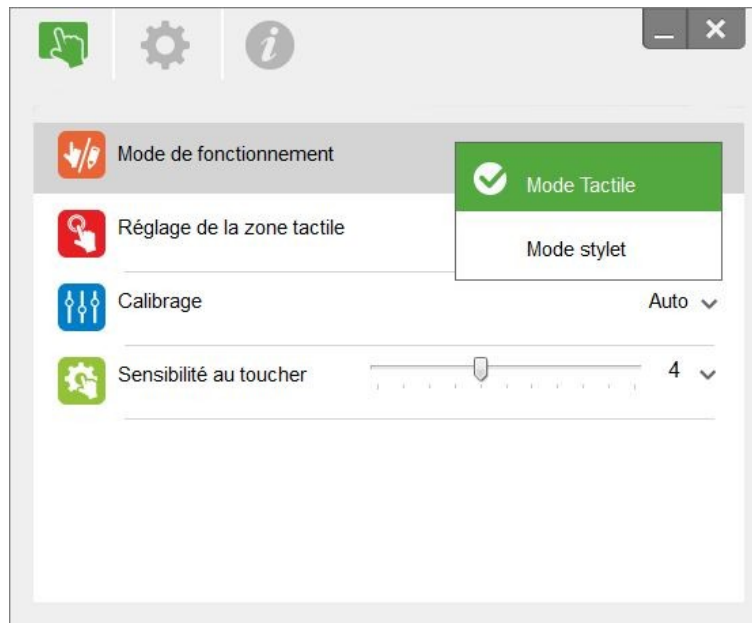 Mode de fonctionnement
Mode Tactile
Réglage de la zone tactile
Mode stylet
Calibrage
Auto
Sensibilité au toucher
4